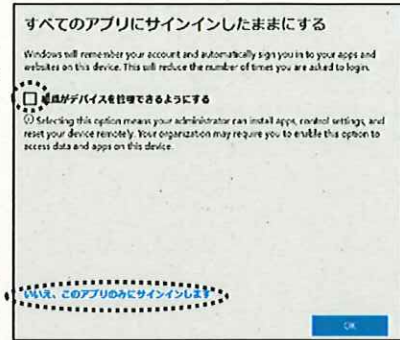 すべてのアプリにサインインしたままにする
Windows will remember your account and automatically sign you in to your apps and
websites on this device. This will reduce the number of times you are asked to login.
組織がデバイスを管理できるようにする
Selecting this option means your administrator can install apps, control settings, and
reset your device remotely. Your organization may require you to enable this option to
access data and apps on this device.
いいえ、このアプリのみにサインインします
OK